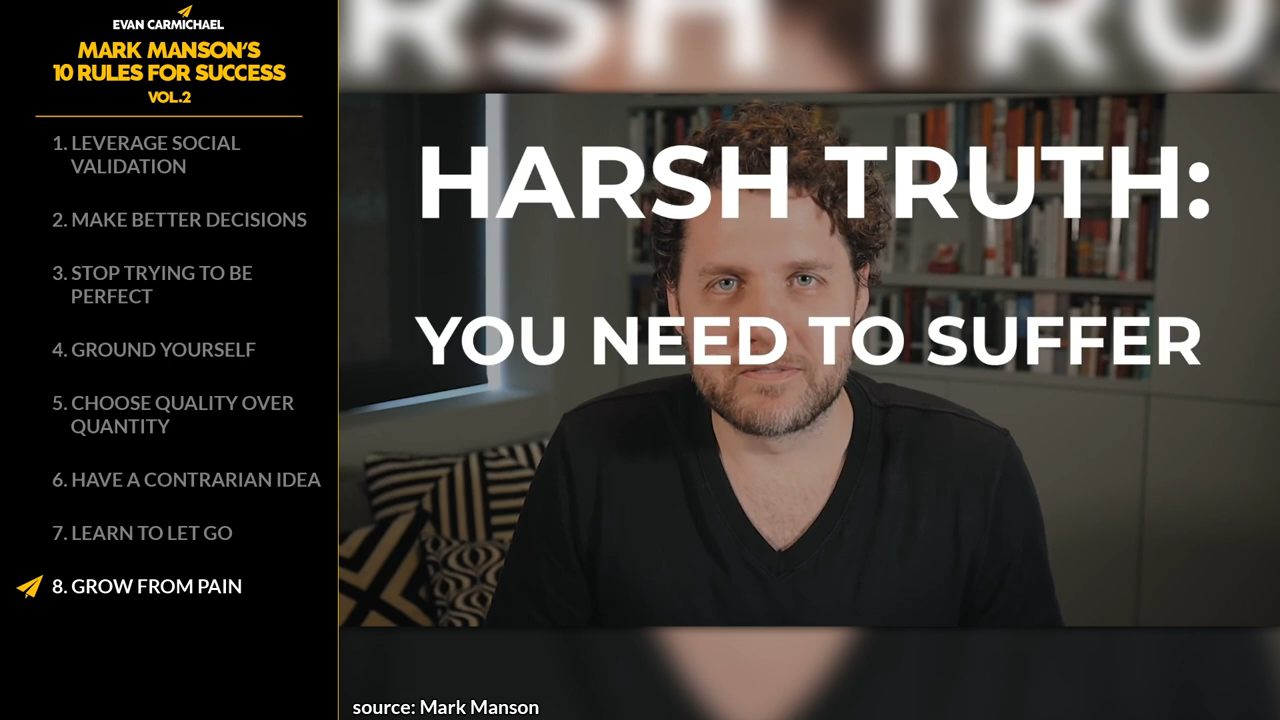 EVAN CARMICHAEL
MARK MANSON'S
10 RULES FOR SUCCESS
VOL.2
1. LEVERAGE SOCIAL
VALIDATION
2. MAKE BETTER DECISIONS
3. STOP TRYING TO BE
PERFECT
4. GROUND YOURSELF
5. CHOOSE QUALITY OVER
QUANTITY
6. HAVE A CONTRARIAN IDEA
7. LEARN TO LET GO
8. GROW FROM PAIN
HARSH TRUTH:
YOU NEED TO SUFFER
source: Mark Manson